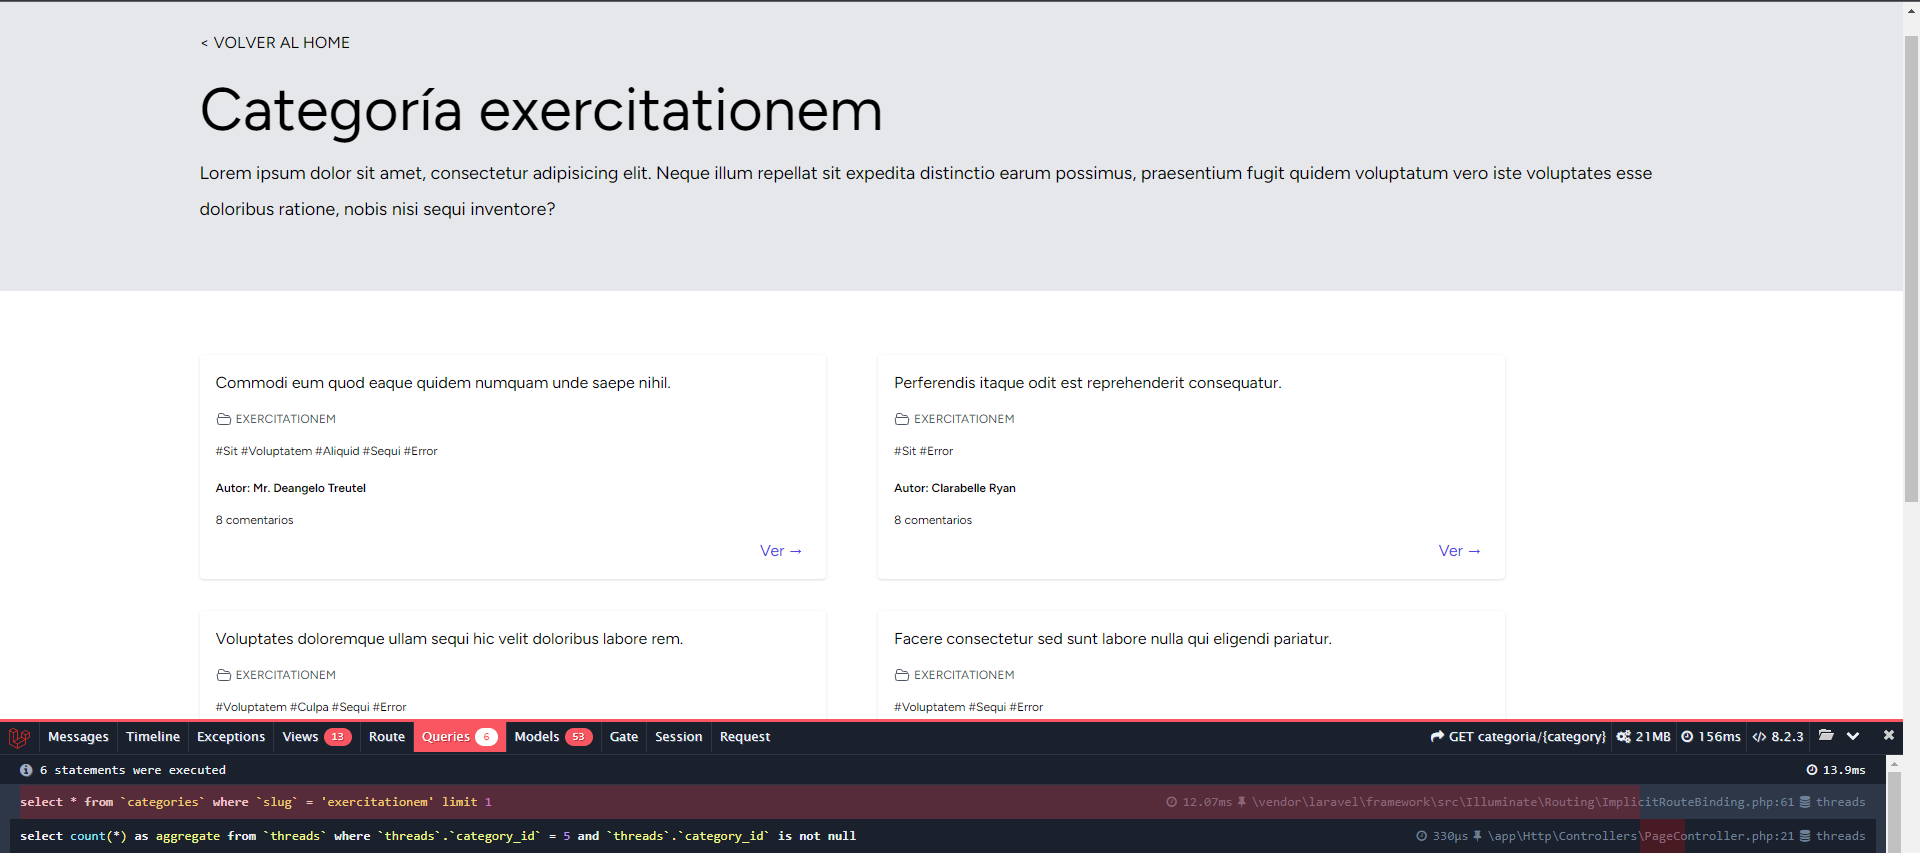 < VOLVER AL HOME
Categoría exercitationem
Lorem ipsum dolor sit amet, consectetur adipisicing elit. Neque illum repellat sit expedita distinctio earum possimus, praesentium fugit quidem voluptatum vero iste voluptates esse
doloribus ratione, nobis nisi sequi inventore?
Commodi eum quod eaque quidem numquam unde saepe nihil.
EXERCITATIONEM
#Sit #Voluptatem #Aliquid #Sequi #Error
Autor: Mr. Deangelo Treutel
8 comentarios
Ver →
Perferendis itaque odit est reprehenderit consequatur.
EXERCITATIONEM
#Sit #Error
Autor: Clarabelle Ryan
8 comentarios
Ver →
Voluptates doloremque ullam sequi hic velit doloribus labore rem.
EXERCITATIONEM
#Voluptatem #Culpa #Sequi #Error
Facere consectetur sed sunt labore nulla qui eligendi pariatur.
EXERCITATIONEM
#Voluptatem #Sequi #Error
Messages Timeline Exceptions Views 13 Route Queries 6 Models 53 Gate Session Request GET categoria/{category} 21MB 156ms 8.2.3
6 statements were executed 13.9ms
select * from `categories` where `slug` = 'exercitationem' limit 1 12.07ms \vendor\laravel\framework\src\Illuminate\Routing\ImplicitRouteBinding.php:61 threads
select count(*) as aggregate from `threads` where `threads`.`category_id` = 5 and `threads`.`category_id` is not null 330μs \app\Http\Controllers\PageController.php:21 threads